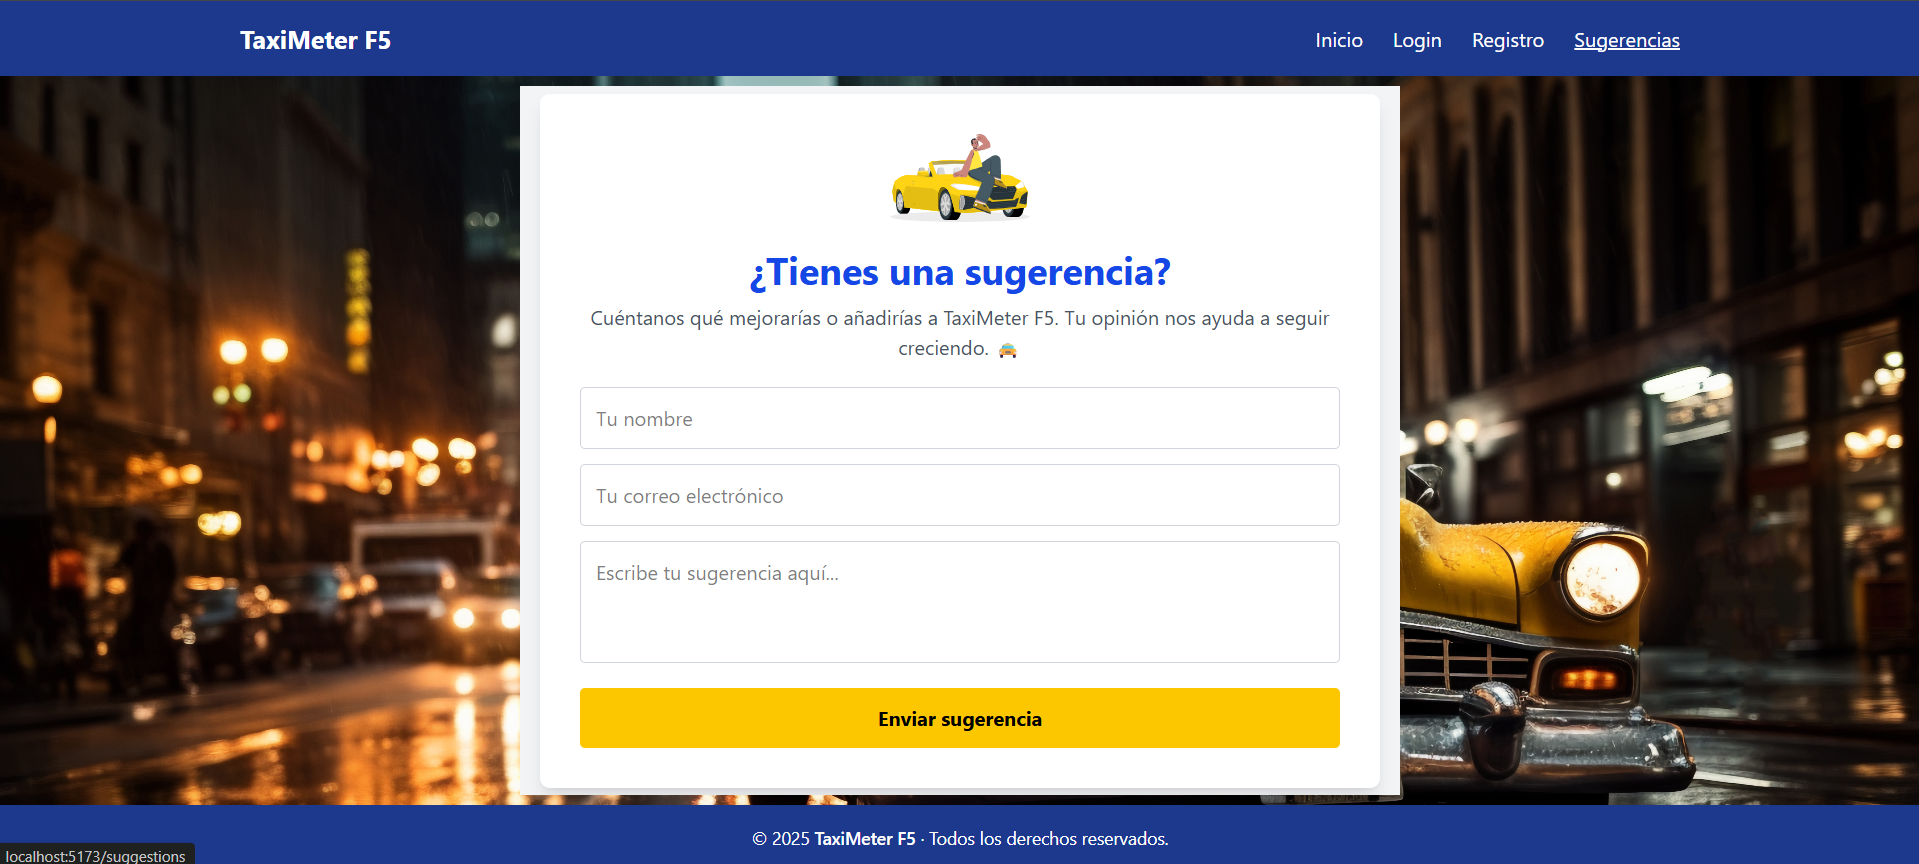 TaxiMeter F5
Inicio Login Registro Sugerencias
¿Tienes una sugerencia?
Cuéntanos qué mejorarías o añadirías a TaxiMeter F5. Tu opinión nos ayuda a seguir
creciendo. 🚖
Tu nombre
Tu correo electrónico
Escribe tu sugerencia aquí...
Enviar sugerencia
© 2025 TaxiMeter F5 · Todos los derechos reservados.
localhost:5173/suggestions